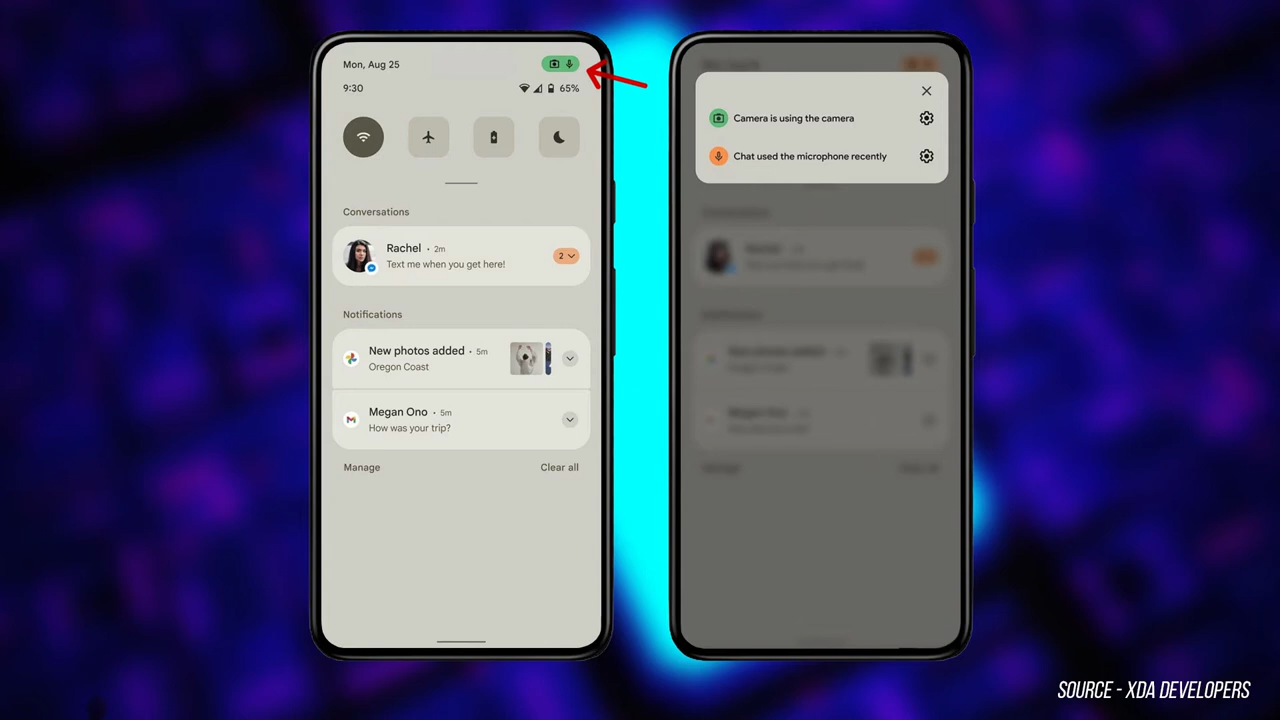 Mon, Aug 25
9:30
65%
Conversations
Rachel • 2m
Text me when you get here!
2
Notifications
New photos added • 5m
Oregon Coast
Megan Ono • 5m
How was your trip?
Manage
Clear all
Camera is using the camera
Chat used the microphone recently
SOURCE - XDA DEVELOPERS